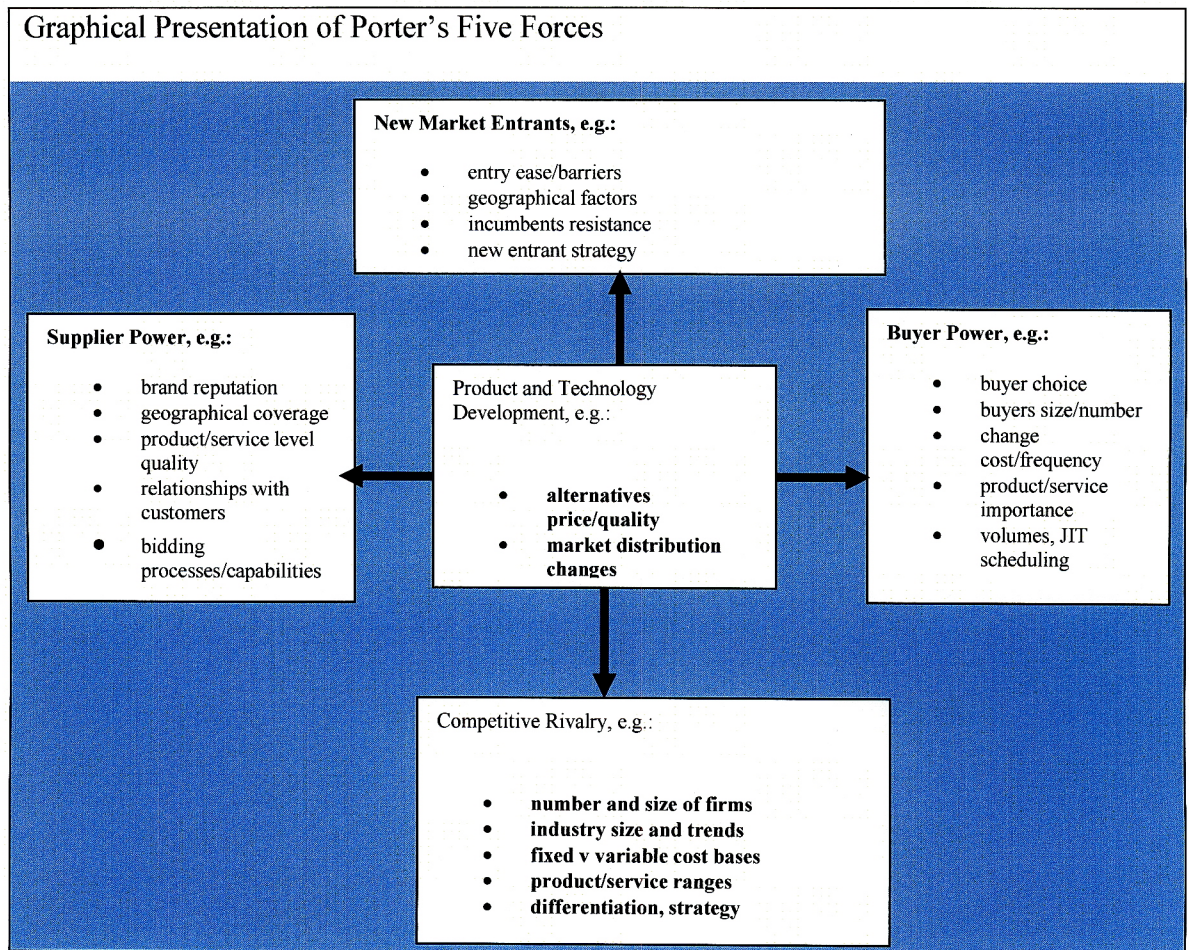 Graphical Presentation of Porter's Five Forces
New Market Entrants, e.g.:
• entry ease/barriers
• geographical factors
• incumbents resistance
• new entrant strategy
Supplier Power, e.g.:
• brand reputation
• geographical coverage
• product/service level
quality
• relationships with
customers
• bidding
processes/capabilities
Product and Technology
Development, e.g.:
• alternatives
price/quality
• market distribution
changes
Buyer Power, e.g.:
• buyer choice
• buyers size/number
• change
cost/frequency
• product/service
importance
• volumes, JIT
scheduling
Competitive Rivalry, e.g.:
• number and size of firms
• industry size and trends
• fixed v variable cost bases
• product/service ranges
• differentiation, strategy